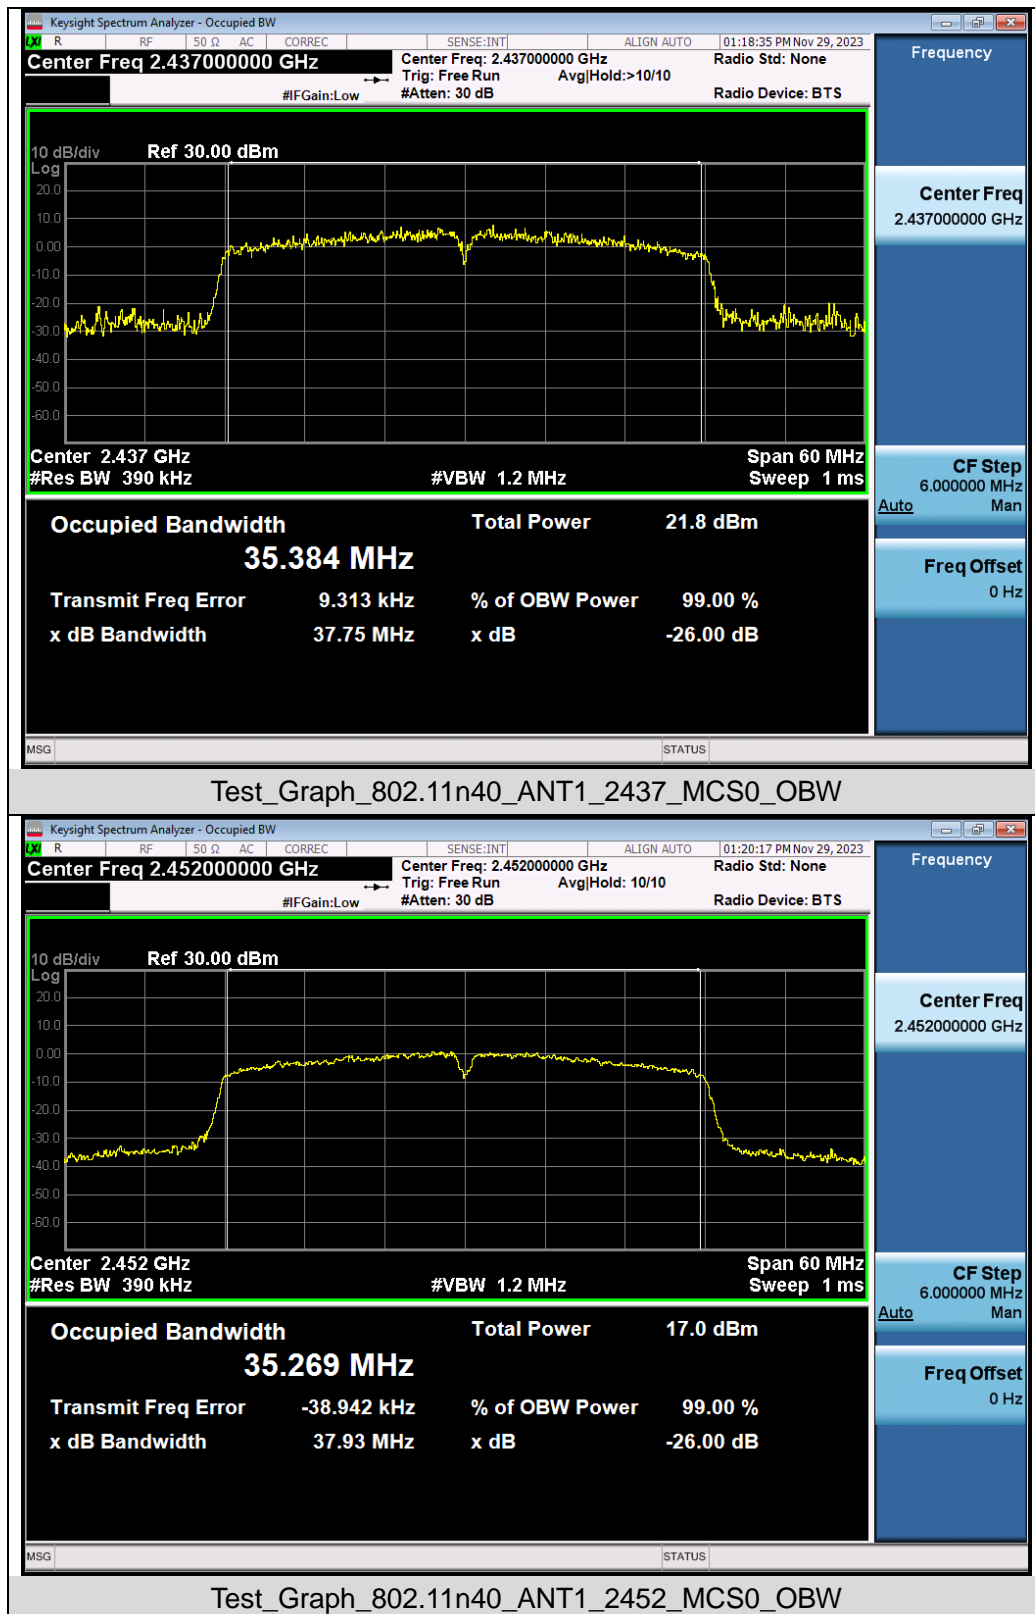 Keysight Spectrum Analyzer - Occupied BW
LXI R RF 50 Ω AC CORREC SENSE:INT ALIGN AUTO 01:18:35 PM Nov 29, 2023
Center Freq 2.437000000 GHz
Center Freq: 2.437000000 GHz Radio Std: None
Trig: Free Run Avg|Hold:>10/10
#IFGain:Low #Atten: 30 dB Radio Device: BTS
10 dB/div Ref 30.00 dBm
Log
20.0
10.0
0.00
-10.0
-20.0
-30.0
-40.0
-50.0
-60.0
Center 2.437 GHz Span 60 MHz
#Res BW 390 kHz #VBW 1.2 MHz Sweep 1 ms
Occupied Bandwidth Total Power 21.8 dBm
35.384 MHz
Transmit Freq Error 9.313 kHz % of OBW Power 99.00 %
x dB Bandwidth 37.75 MHz x dB -26.00 dB
Frequency
Center Freq
2.437000000 GHz
CF Step
6.000000 MHz
Auto Man
Freq Offset
0 Hz
MSG STATUS
Test_Graph_802.11n40_ANT1_2437_MCS0_OBW
Keysight Spectrum Analyzer - Occupied BW
LXI R RF 50 Ω AC CORREC SENSE:INT ALIGN AUTO 01:20:17 PM Nov 29, 2023
Center Freq 2.452000000 GHz
Center Freq: 2.452000000 GHz Radio Std: None
Trig: Free Run Avg|Hold: 10/10
#IFGain:Low #Atten: 30 dB Radio Device: BTS
10 dB/div Ref 30.00 dBm
Log
20.0
10.0
0.00
-10.0
-20.0
-30.0
-40.0
-50.0
-60.0
Center 2.452 GHz Span 60 MHz
#Res BW 390 kHz #VBW 1.2 MHz Sweep 1 ms
Occupied Bandwidth Total Power 17.0 dBm
35.269 MHz
Transmit Freq Error -38.942 kHz % of OBW Power 99.00 %
x dB Bandwidth 37.93 MHz x dB -26.00 dB
Frequency
Center Freq
2.452000000 GHz
CF Step
6.000000 MHz
Auto Man
Freq Offset
0 Hz
MSG STATUS
Test_Graph_802.11n40_ANT1_2452_MCS0_OBW